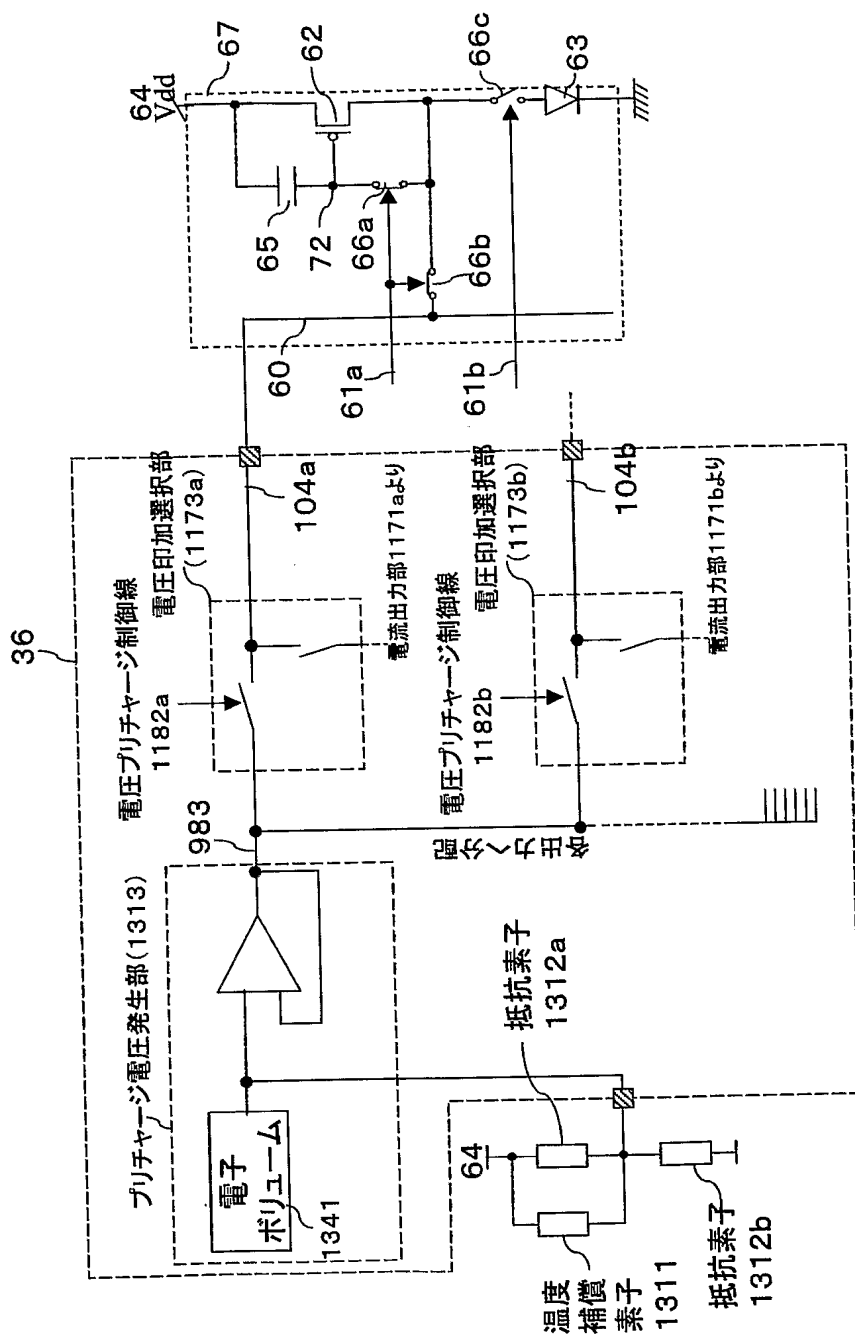 36
プリチャージ電圧発生部(1313)
電子
ボリューム
1341
983
電圧プリチャージ制御線
1182a
電圧印加選択部
(1173a)
104a
電流出力部1171aより
電圧プリチャージ制御線
1182b
電圧印加選択部
(1173b)
104b
電流出力部1171bより
各出力へ分配
64
抵抗素子
1312a
温度
補償
素子
1311
抵抗素子
1312b
64
Vdd
67
62
65
72
66a
66b
66c
63
60
61a
61b